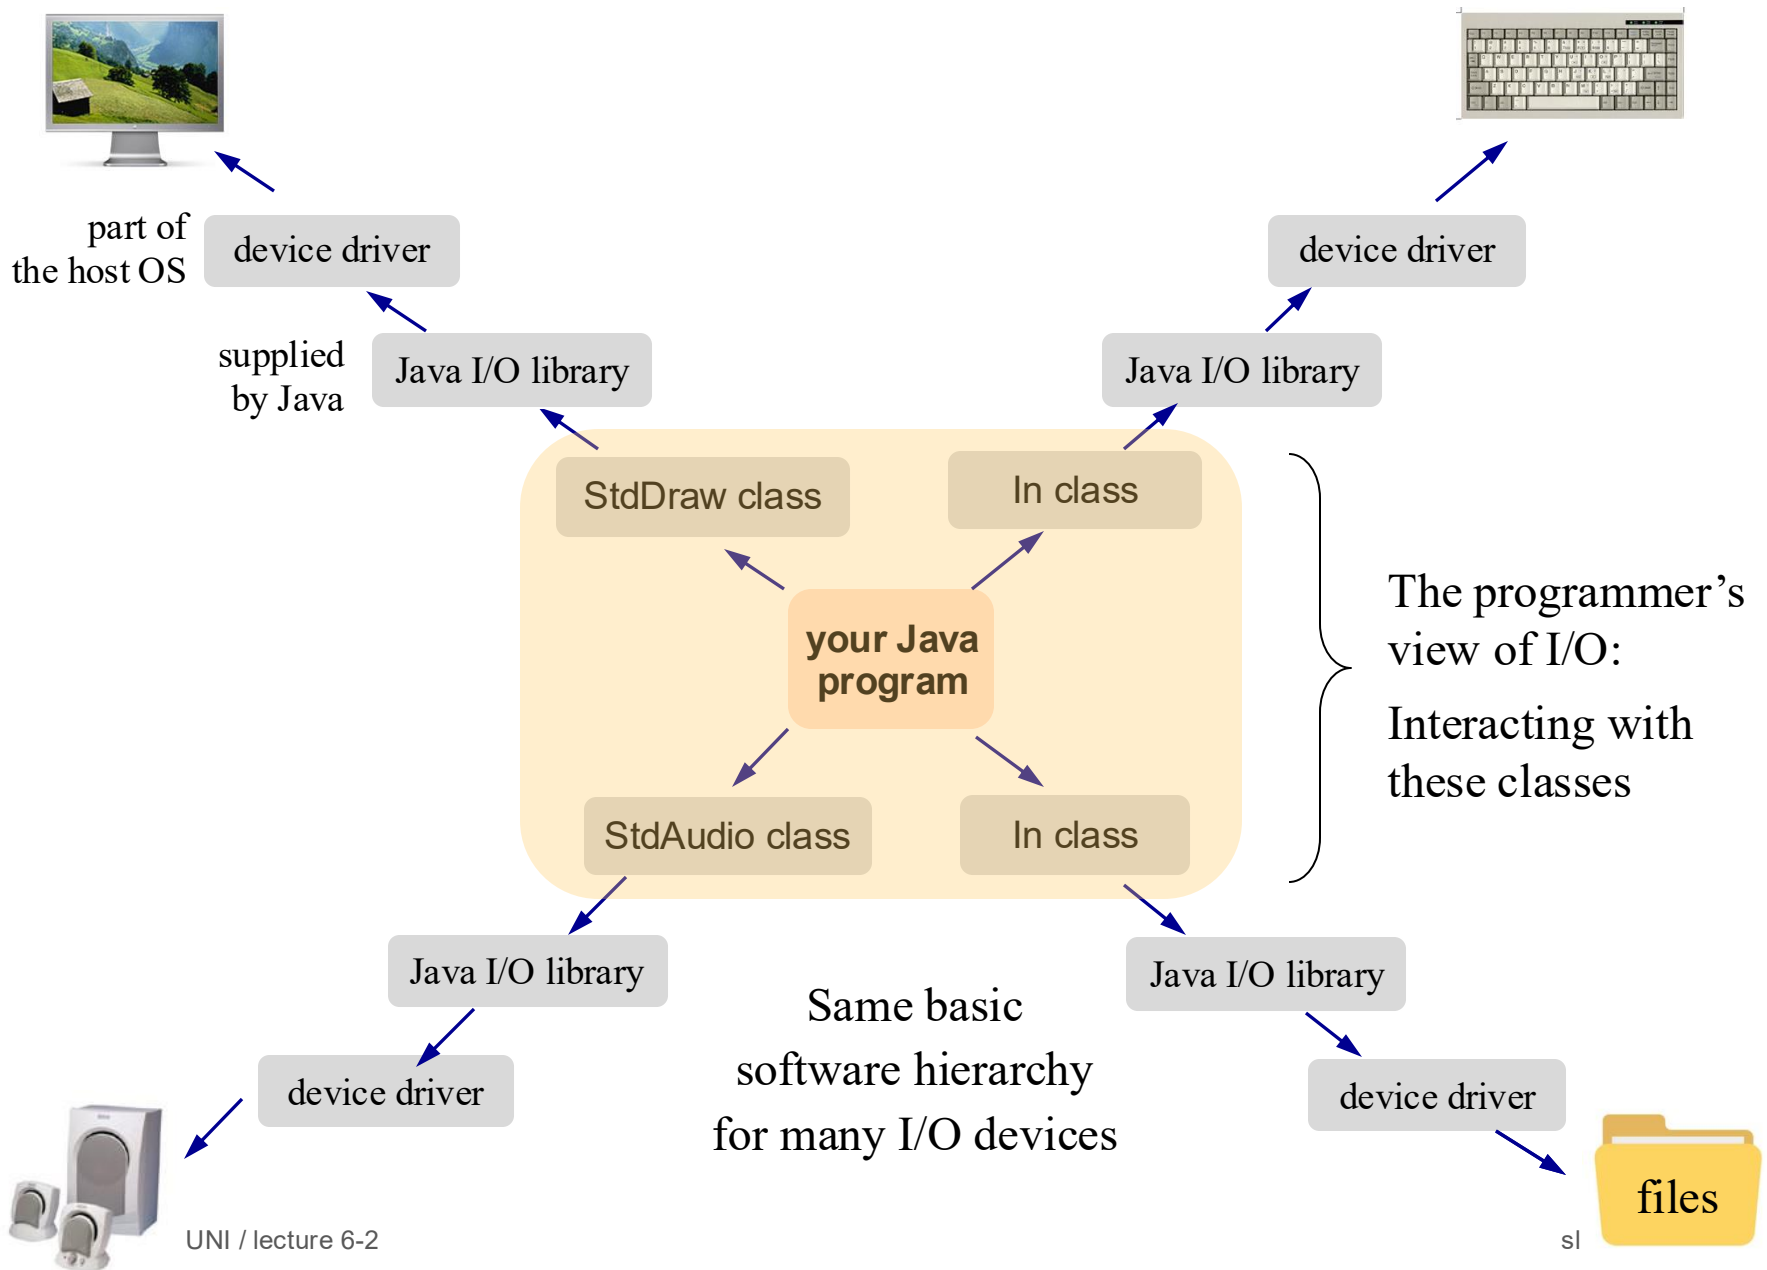 part of
the host OS
device driver
device driver
supplied
by Java
Java I/O library
Java I/O library
StdDraw class
In class
your Java
program
The programmer’s
view of I/O:
Interacting with
these classes
StdAudio class
In class
Java I/O library
Java I/O library
Same basic
software hierarchy
for many I/O devices
device driver
device driver
files
UNI / lecture 6-2
sl